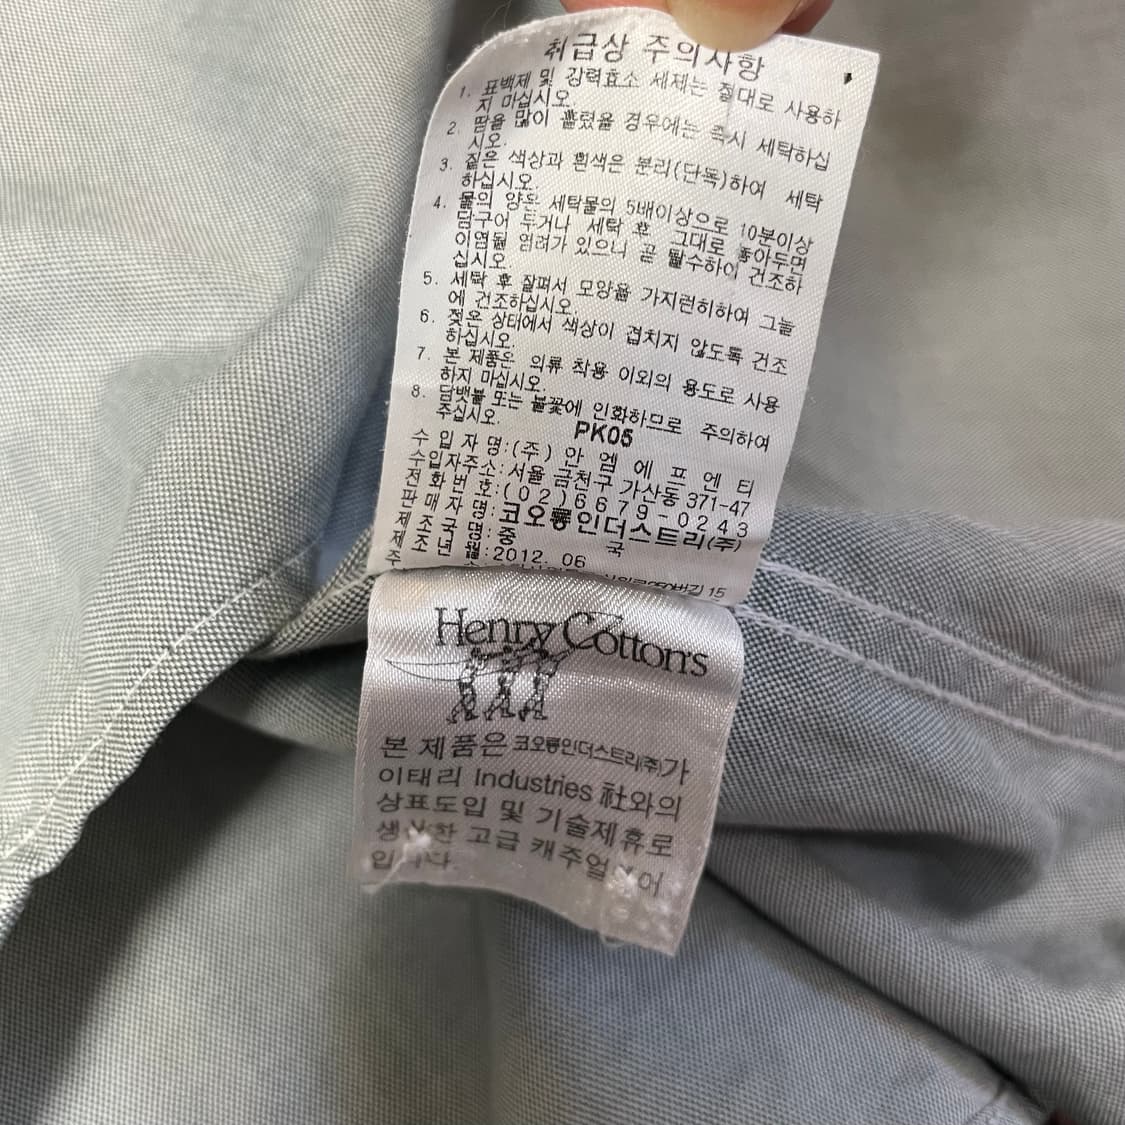 취급상 주의사항
1. 표백제 및 강력효소 세제는 절대로 사용하
지 마십시오.
2. 땀을 많이 흘렸을 경우에는 즉시 세탁하십
시오.
3. 짙은 색상과 흰색은 분리(단독)하여 세탁
하십시오.
4. 물의 양은 세탁물의 5배이상으로 10분이상
담구어 두거나 세탁 후 그대로 놓아두면
이염될 염려가 있으니 곧 탈수하여 건조하
십시오.
5. 세탁 후 잘펴서 모양을 가지런히하여 그늘
에 건조하십시오.
6. 젖은 상태에서 색상이 겹치지 않도록 건조
하십시오.
7. 본 제품은 의류 착용 이외의 용도로 사용
하지 마십시오.
8. 담뱃불 또는 불꽃에 인화하므로 주의하여
주십시오.
PK05
수 입 자 명:(주) 안 엠 에 프 엔 티
수입자주소:서울 금천구 가산동 371-47
전 화 번 호:(02)6679-0243
판 매 자 명:코오롱인더스트리(주)
제 조 국 명:중 국
제 조 년 월:2012. 06
주 15
Henry Cotton's
본 제품은 코오롱인더스트리(주)가
이태리 Industries 社와의
상표도입 및 기술제휴로
한 고급 캐주얼